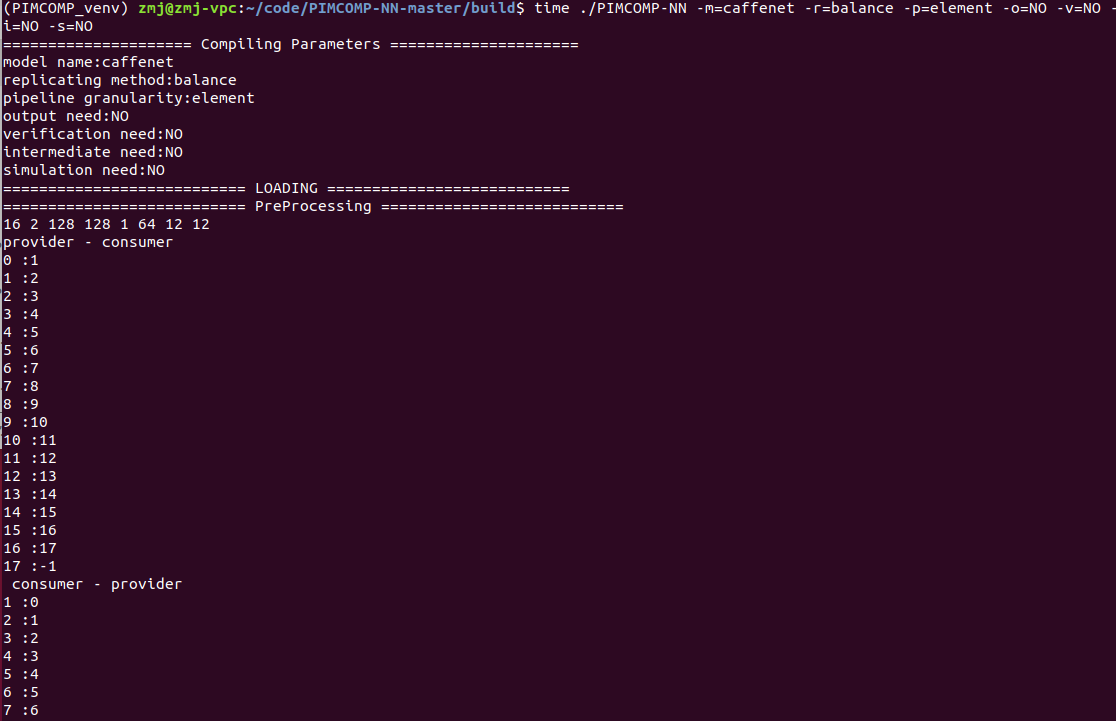 (PIMCOMP_venv) zmj@zmj-vpc:~/code/PIMCOMP-NN-master/build$ time ./PIMCOMP-NN -m=caffenet -r=balance -p=element -o=NO -v=NO -
i=NO -s=NO
===================== Compiling Parameters =====================
model name:caffenet
replicating method:balance
pipeline granularity:element
output need:NO
verification need:NO
intermediate need:NO
simulation need:NO
=========================== LOADING ===========================
=========================== PreProcessing ===========================
16 2 128 128 1 64 12 12
provider - consumer
0 :1
1 :2
2 :3
3 :4
4 :5
5 :6
6 :7
7 :8
8 :9
9 :10
10 :11
11 :12
12 :13
13 :14
14 :15
15 :16
16 :17
17 :-1
 consumer - provider
1 :0
2 :1
3 :2
4 :3
5 :4
6 :5
7 :6